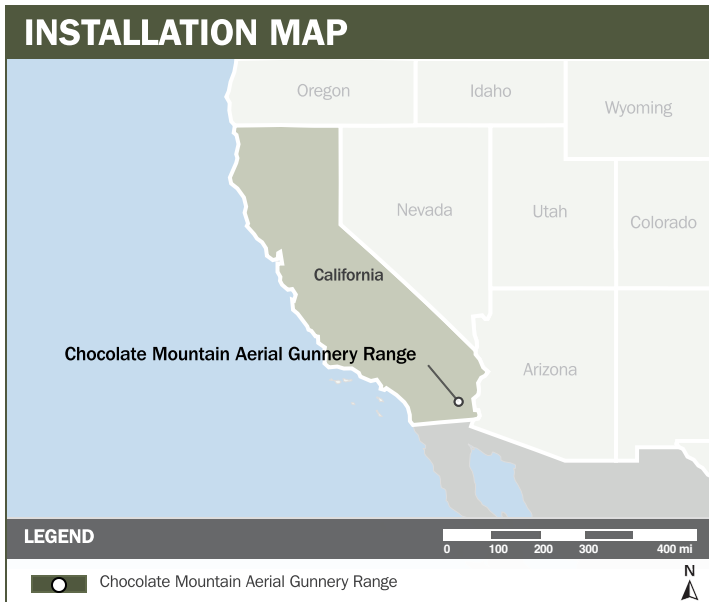 INSTALLATION MAP
Oregon
Idaho
Wyoming
Nevada
Utah
Colorado
California
Chocolate Mountain Aerial Gunnery Range
Arizona
LEGEND
0 100 200 300 400 mi
Chocolate Mountain Aerial Gunnery Range
N